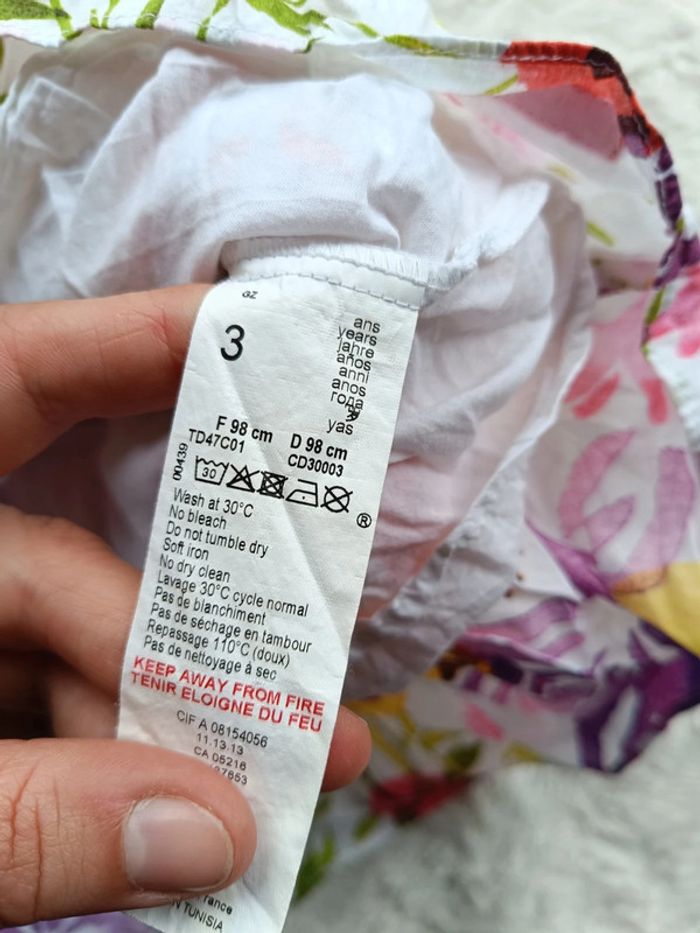 GZ
3
ans
years
jahre
años
anni
anos
года
yas
F 98 cm D 98 cm
TD47C01 CD30003
00439
30
®
Wash at 30°C
No bleach
Do not tumble dry
Soft iron
No dry clean
Lavage 30°C cycle normal
Pas de blanchiment
Pas de séchage en tambour
Repassage 110°C (doux)
Pas de nettoyage à sec
KEEP AWAY FROM FIRE
TENIR ELOIGNE DU FEU
CIF A 08154056
11.13.13
CA 05216
TUNISIA